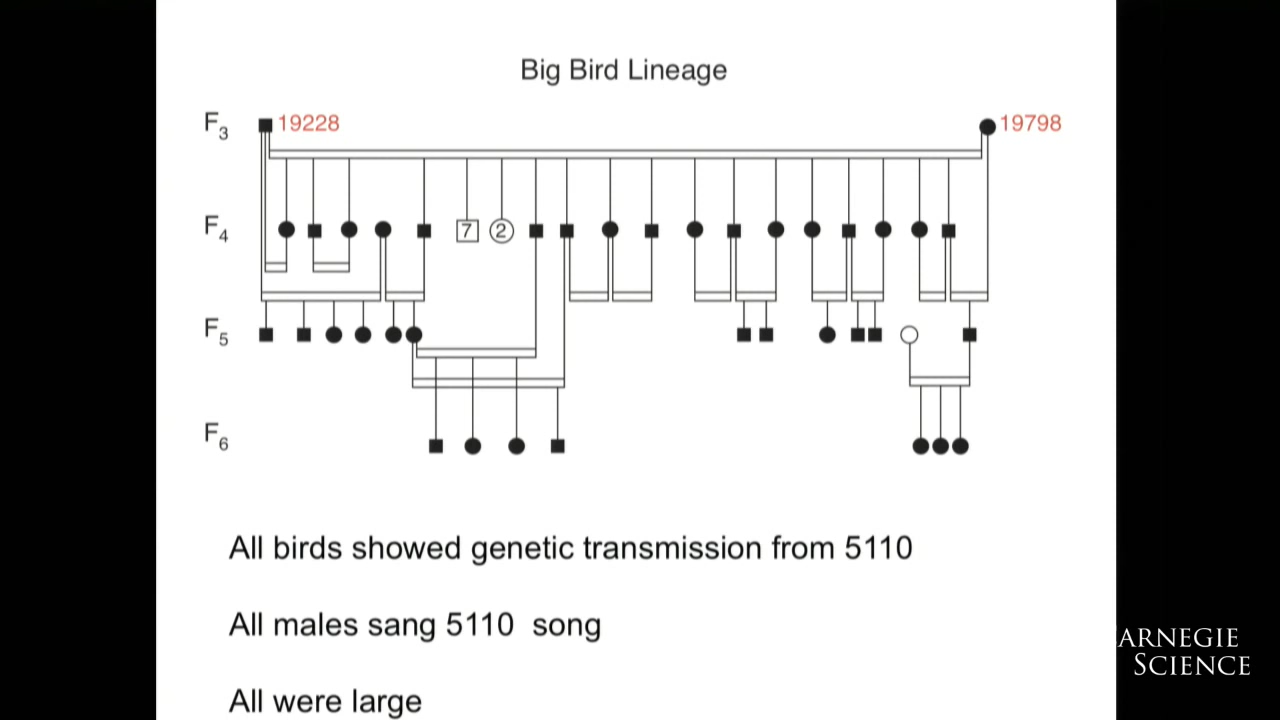 Big Bird Lineage
F3 19228 19798
F4 7 2
F5
F6
All birds showed genetic transmission from 5110
All males sang 5110 song
All were large
ARNEGIE
SCIENCE